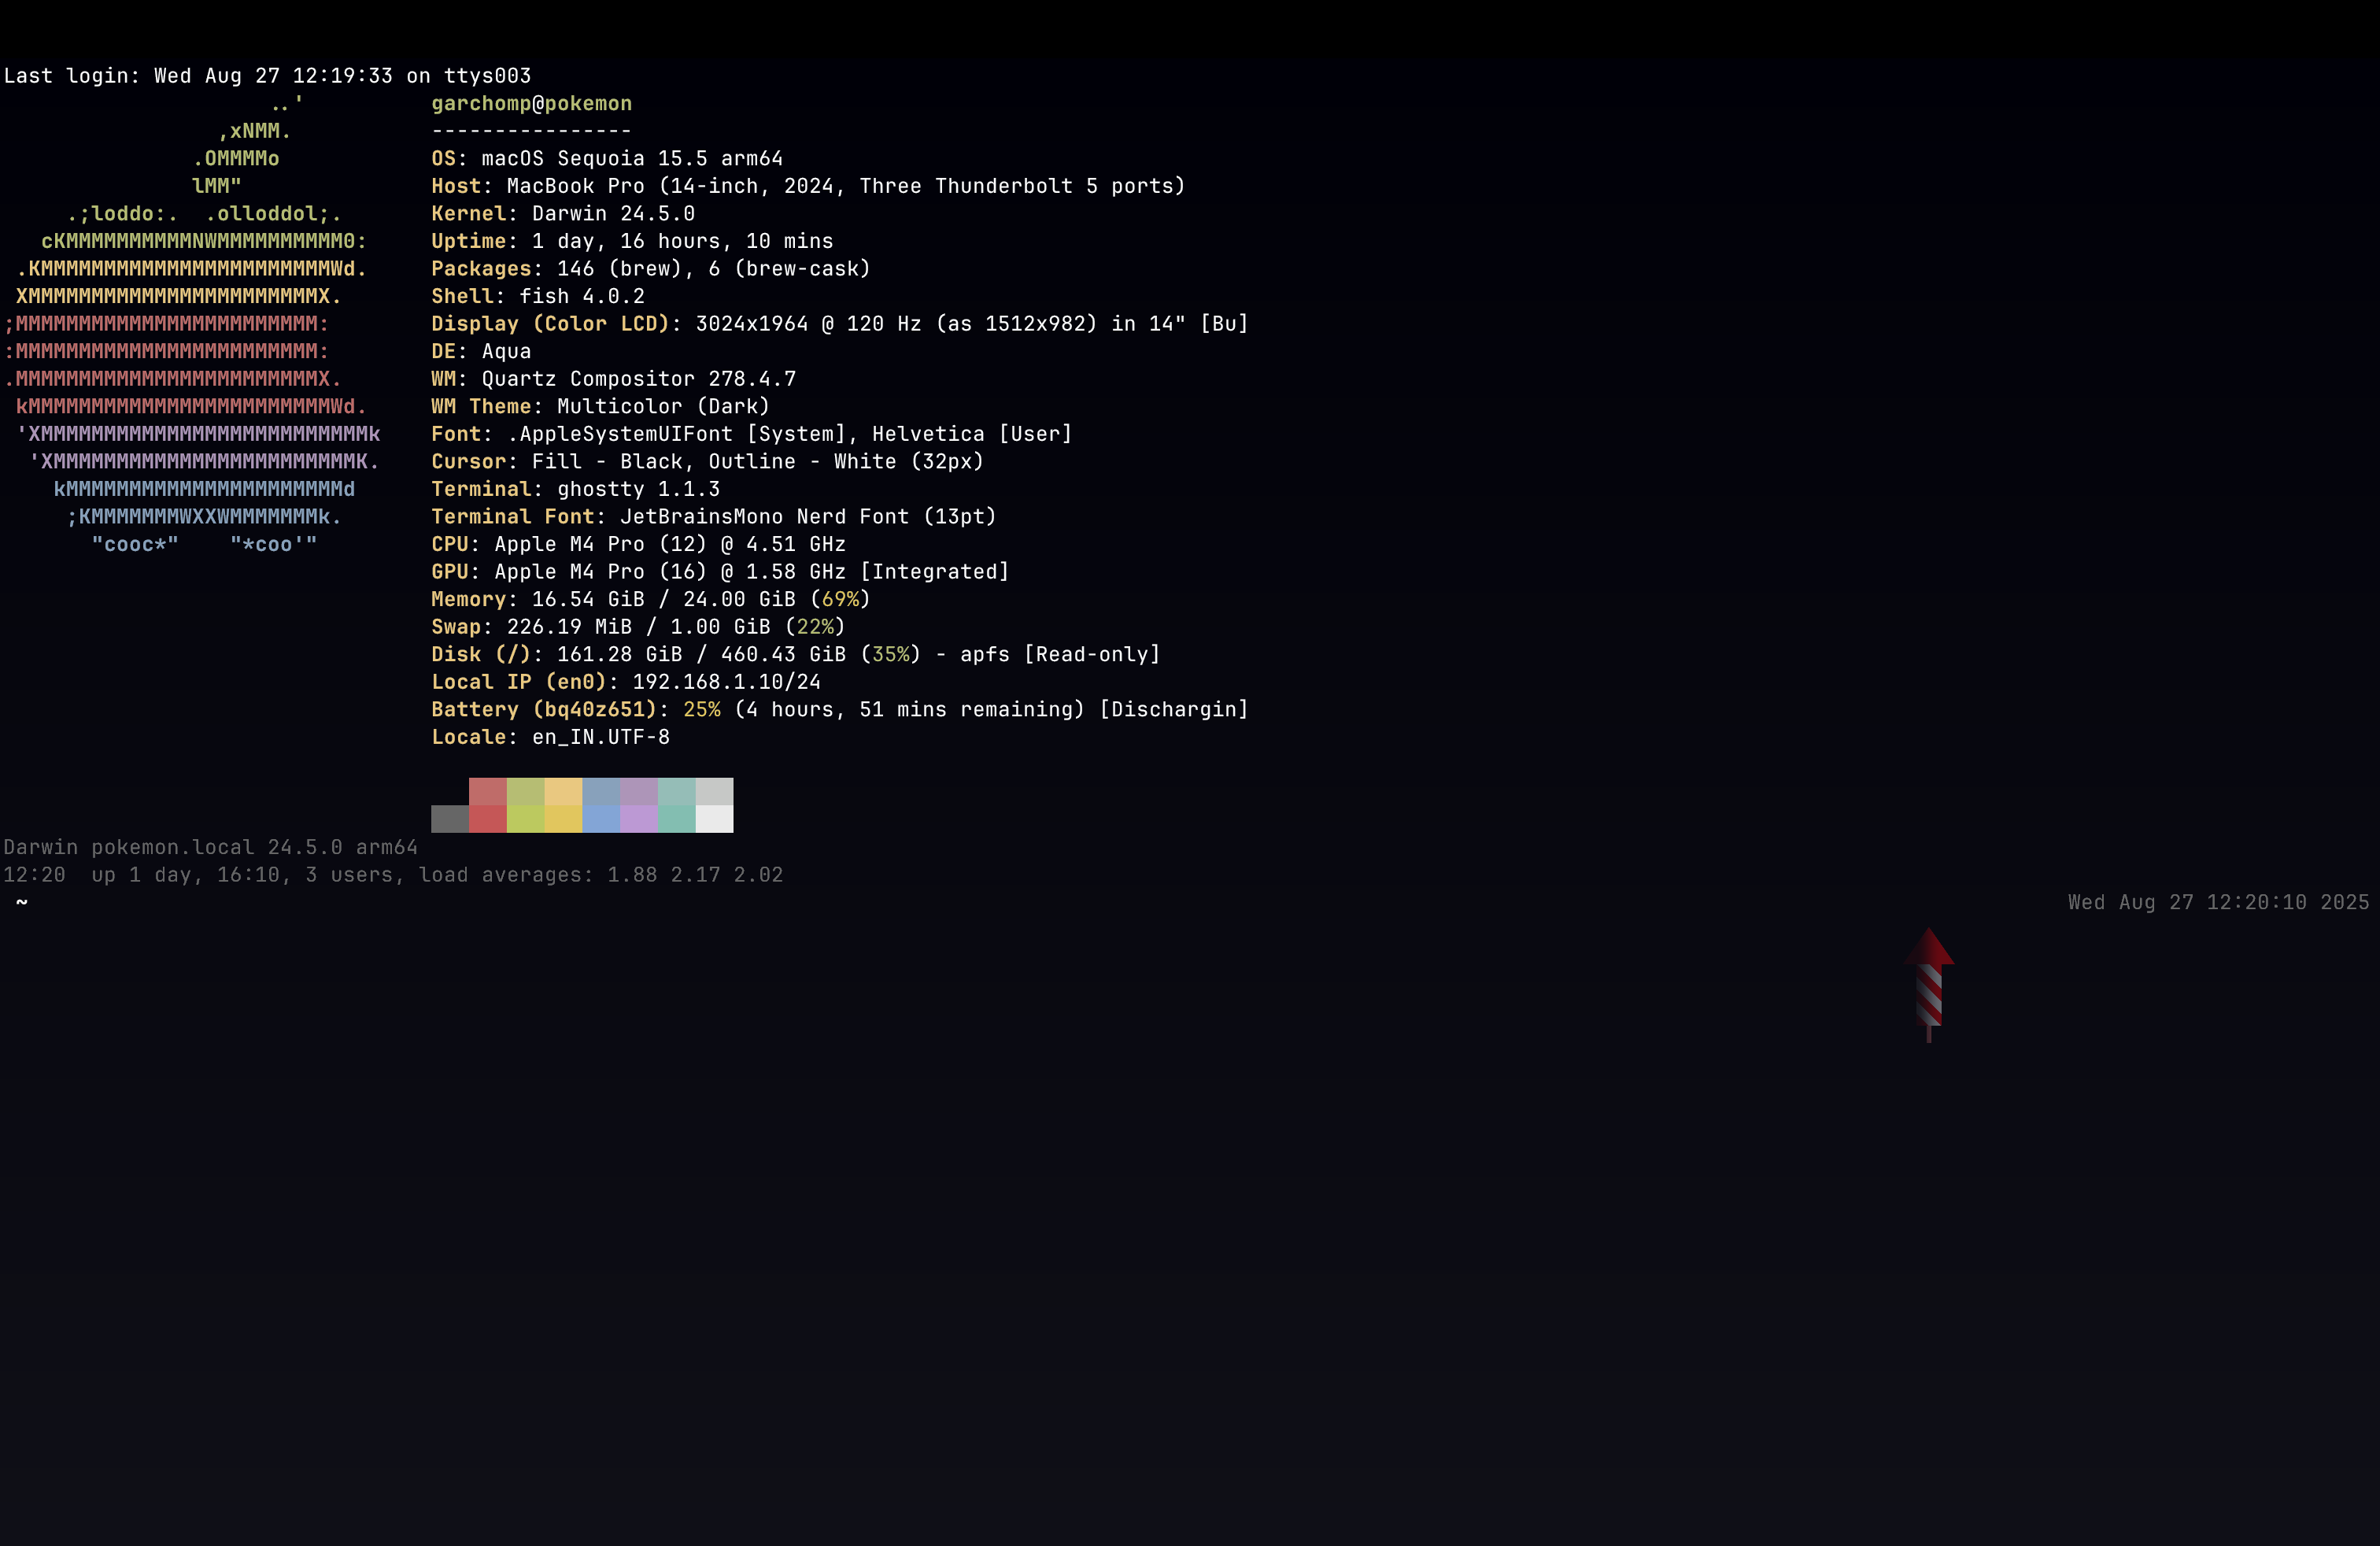 Last login: Wed Aug 27 12:19:33 on ttys003
                     ..'          garchomp@pokemon
                 ,xNMM.           ----------------
               .OMMMMo            OS: macOS Sequoia 15.5 arm64
               lMM"               Host: MacBook Pro (14-inch, 2024, Three Thunderbolt 5 ports)
     .;loddo:.  .olloddol;.       Kernel: Darwin 24.5.0
   cKMMMMMMMMMMNWMMMMMMMMMM0:     Uptime: 1 day, 16 hours, 10 mins
 .KMMMMMMMMMMMMMMMMMMMMMMMWd.     Packages: 146 (brew), 6 (brew-cask)
 XMMMMMMMMMMMMMMMMMMMMMMMX.       Shell: fish 4.0.2
;MMMMMMMMMMMMMMMMMMMMMMMM:        Display (Color LCD): 3024x1964 @ 120 Hz (as 1512x982) in 14" [Bu]
:MMMMMMMMMMMMMMMMMMMMMMMM:        DE: Aqua
.MMMMMMMMMMMMMMMMMMMMMMMMX.       WM: Quartz Compositor 278.4.7
 kMMMMMMMMMMMMMMMMMMMMMMMMWd.     WM Theme: Multicolor (Dark)
 'XMMMMMMMMMMMMMMMMMMMMMMMMMMk    Font: .AppleSystemUIFont [System], Helvetica [User]
  'XMMMMMMMMMMMMMMMMMMMMMMMMK.    Cursor: Fill - Black, Outline - White (32px)
    kMMMMMMMMMMMMMMMMMMMMMMd      Terminal: ghostty 1.1.3
     ;KMMMMMMMWXXWMMMMMMMk.       Terminal Font: JetBrainsMono Nerd Font (13pt)
       "cooc*"    "*coo'"         CPU: Apple M4 Pro (12) @ 4.51 GHz
                                  GPU: Apple M4 Pro (16) @ 1.58 GHz [Integrated]
                                  Memory: 16.54 GiB / 24.00 GiB (69%)
                                  Swap: 226.19 MiB / 1.00 GiB (22%)
                                  Disk (/): 161.28 GiB / 460.43 GiB (35%) - apfs [Read-only]
                                  Local IP (en0): 192.168.1.10/24
                                  Battery (bq40z651): 25% (4 hours, 51 mins remaining) [Dischargin]
                                  Locale: en_IN.UTF-8
Darwin pokemon.local 24.5.0 arm64
12:20  up 1 day, 16:10, 3 users, load averages: 1.88 2.17 2.02
 ~ Wed Aug 27 12:20:10 2025